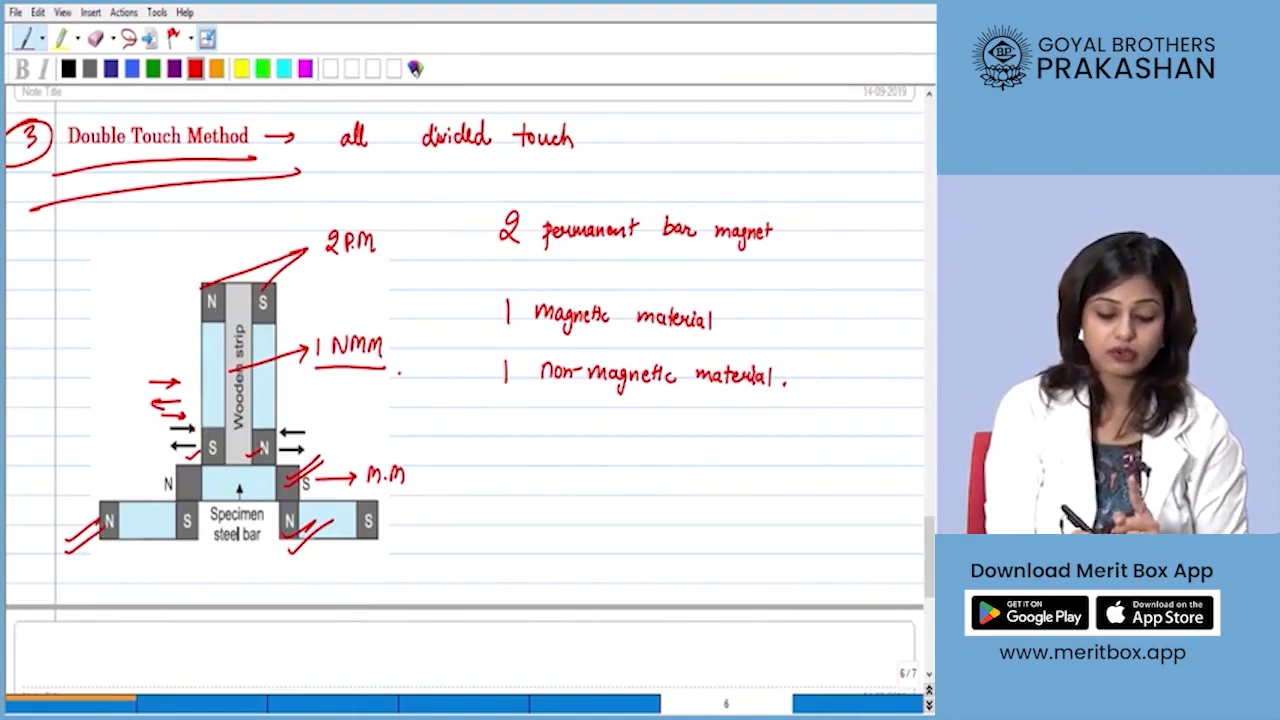 File Edit View Insert Actions Tools Help
B I
Note Title 14-09-2019
3 Double Touch Method → all divided touch
2 permanent bar magnet
2 P.M
N S
1 magnetic material
Wooden strip
1 NMM.
1 non-magnetic material.
S N
N S → M.M
N S Specimen steel bar N S
6/7
Note Title
6
GOYAL BROTHERS
PRAKASHAN
Download Merit Box App
GET IT ON
Google Play
Download on the
App Store
www.meritbox.app